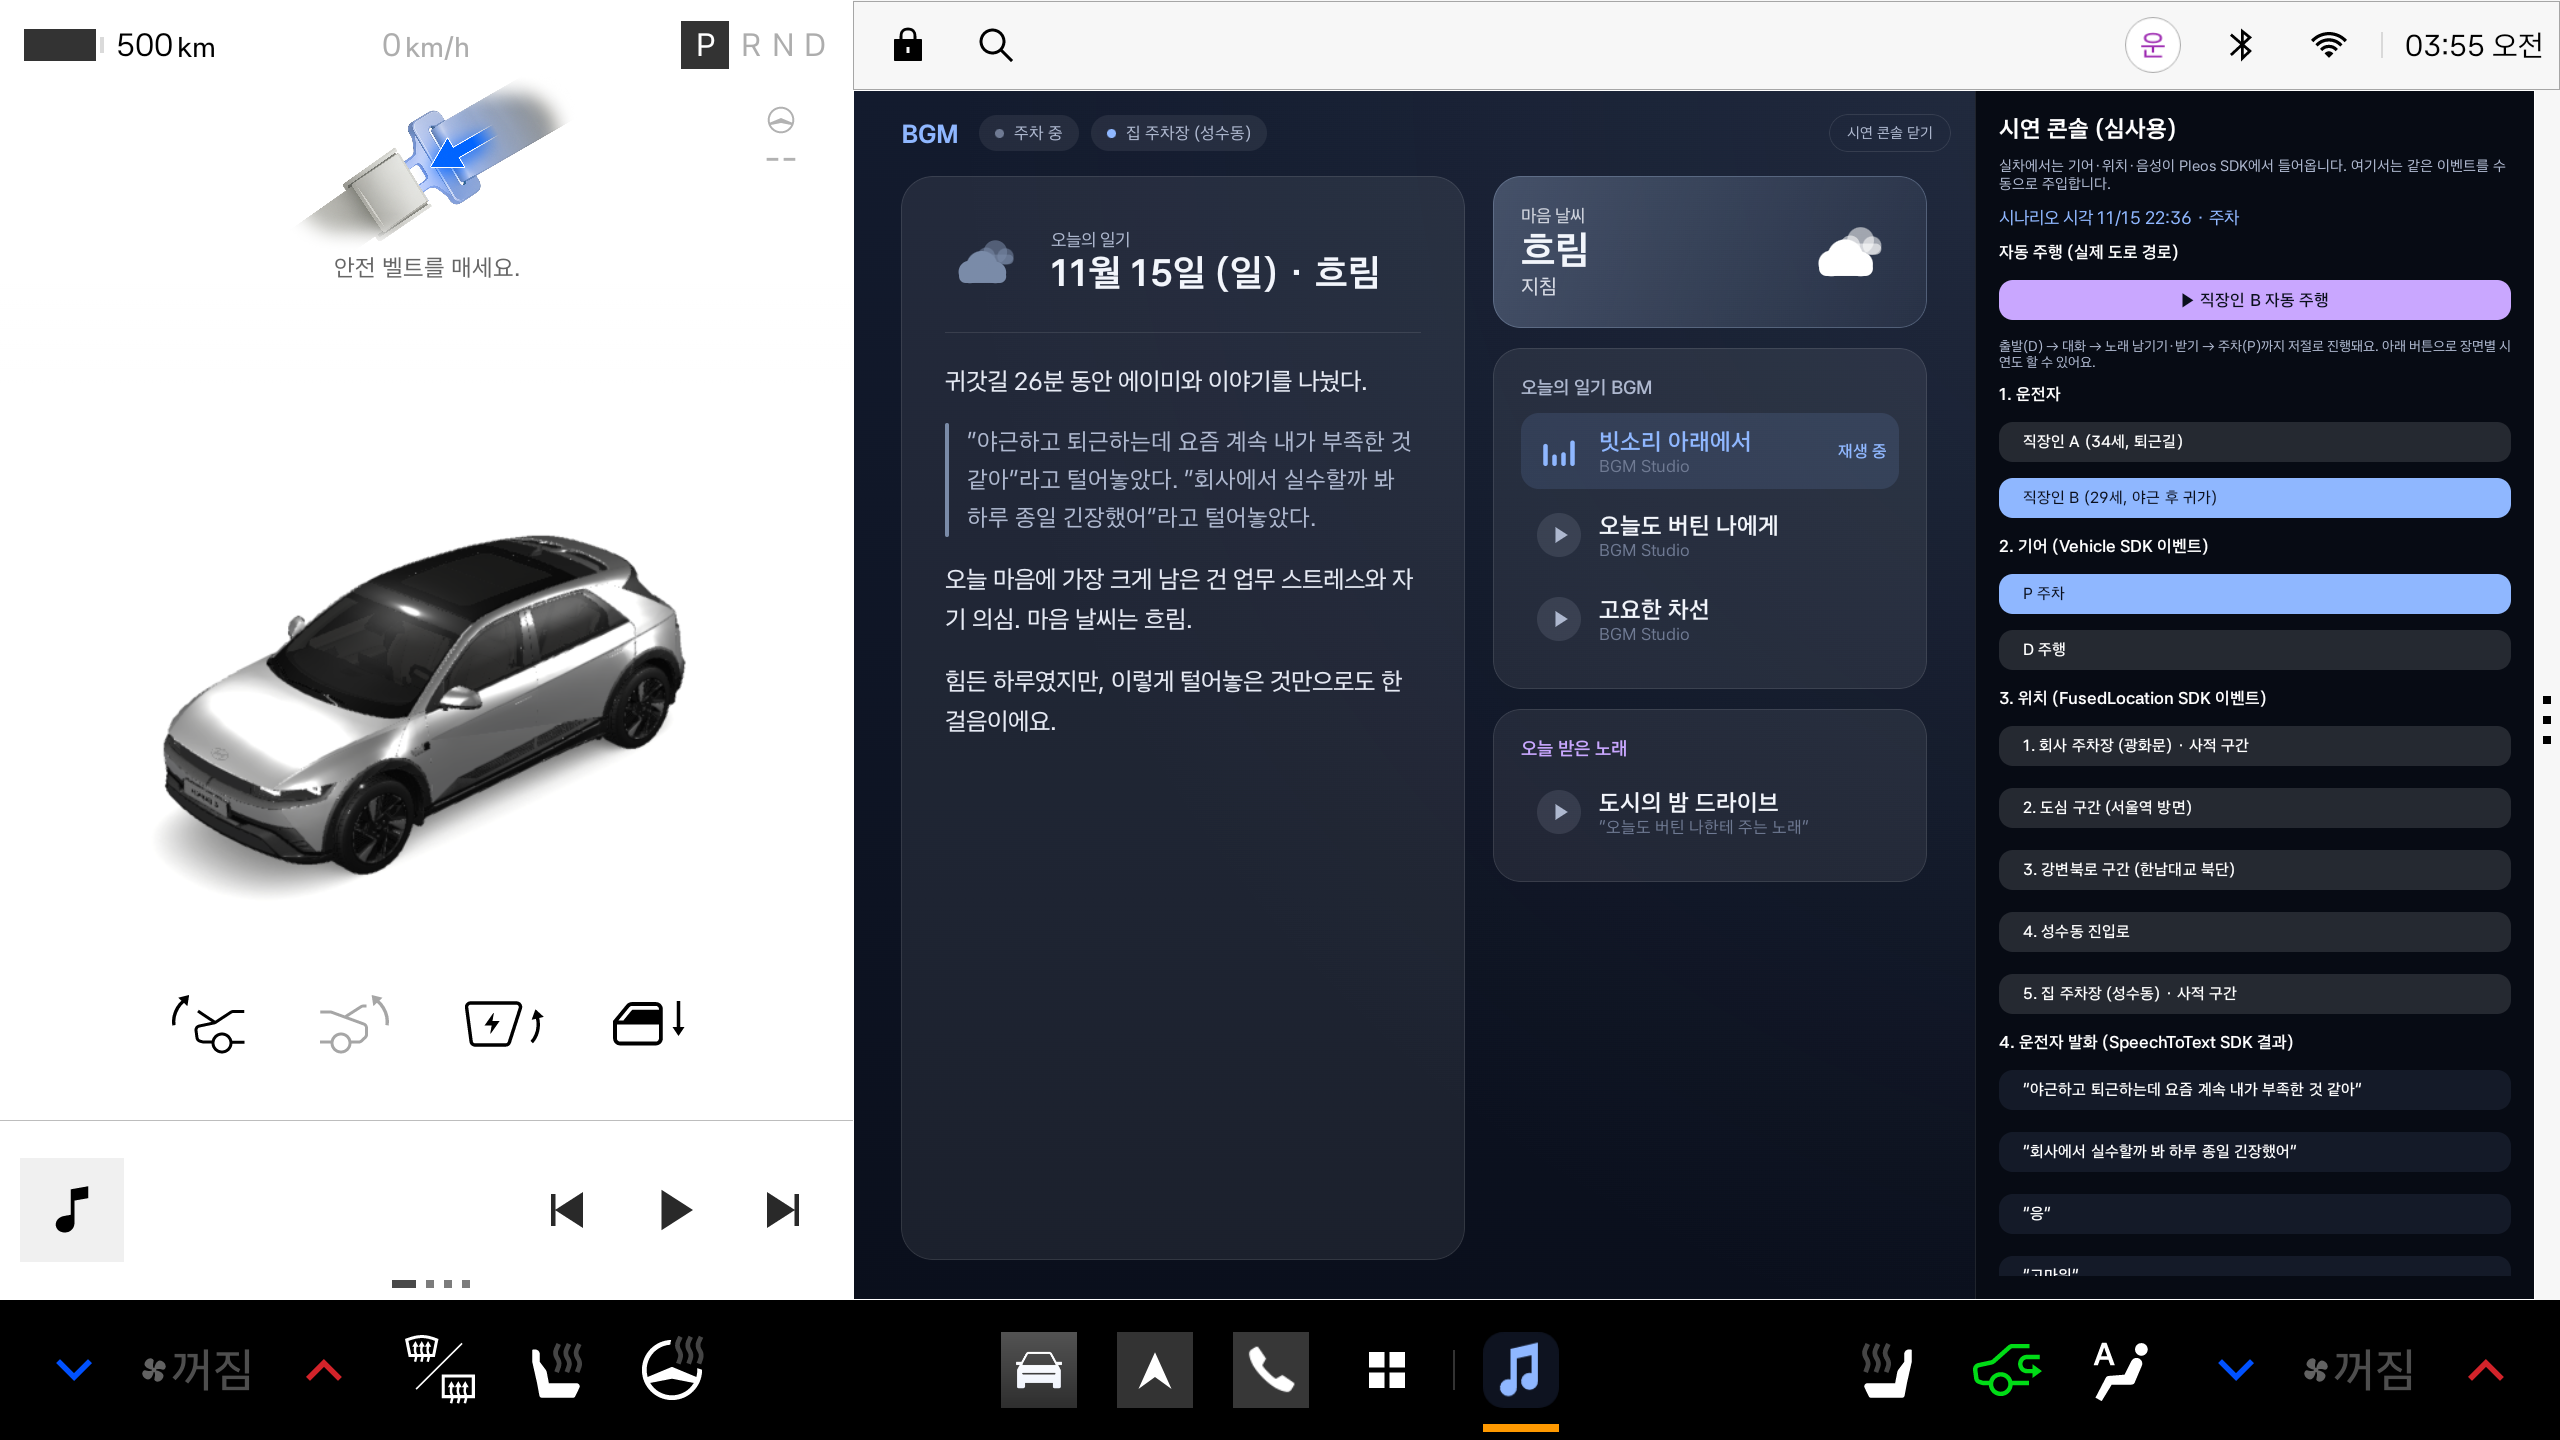 500 km
0 km/h
P R N D
안전 벨트를 매세요.
운
03:55 오전
BGM
주차 중
집 주차장 (성수동)
시연 콘솔 닫기
오늘의 일기
11월 15일 (일) · 흐림
귀갓길 26분 동안 에이미와 이야기를 나눴다.
"야근하고 퇴근하는데 요즘 계속 내가 부족한 것
같아"라고 털어놓았다. "회사에서 실수할까 봐
하루 종일 긴장했어"라고 털어놓았다.
오늘 마음에 가장 크게 남은 건 업무 스트레스와 자
기 의심. 마음 날씨는 흐림.
힘든 하루였지만, 이렇게 털어놓은 것만으로도 한
걸음이에요.
마음 날씨
흐림
지침
오늘의 일기 BGM
빗소리 아래에서
BGM Studio
재생 중
오늘도 버틴 나에게
BGM Studio
고요한 차선
BGM Studio
오늘 받은 노래
도시의 밤 드라이브
"오늘도 버틴 나한테 주는 노래"
시연 콘솔 (심사용)
실차에서는 기어·위치·음성이 Pleos SDK에서 들어옵니다. 여기서는 같은 이벤트를 수
동으로 주입합니다.
시나리오 시각 11/15 22:36 · 주차
자동 주행 (실제 도로 경로)
▶ 직장인 B 자동 주행
출발(D) → 대화 → 노래 남기기·받기 → 주차(P)까지 저절로 진행돼요. 아래 버튼으로 장면별 시
연도 할 수 있어요.
1. 운전자
직장인 A (34세, 퇴근길)
직장인 B (29세, 야근 후 귀가)
2. 기어 (Vehicle SDK 이벤트)
P 주차
D 주행
3. 위치 (FusedLocation SDK 이벤트)
1. 회사 주차장 (광화문) · 사적 구간
2. 도심 구간 (서울역 방면)
3. 강변북로 구간 (한남대교 북단)
4. 성수동 진입로
5. 집 주차장 (성수동) · 사적 구간
4. 운전자 발화 (SpeechToText SDK 결과)
"야근하고 퇴근하는데 요즘 계속 내가 부족한 것 같아"
"회사에서 실수할까 봐 하루 종일 긴장했어"
"응"
꺼짐
A
꺼짐